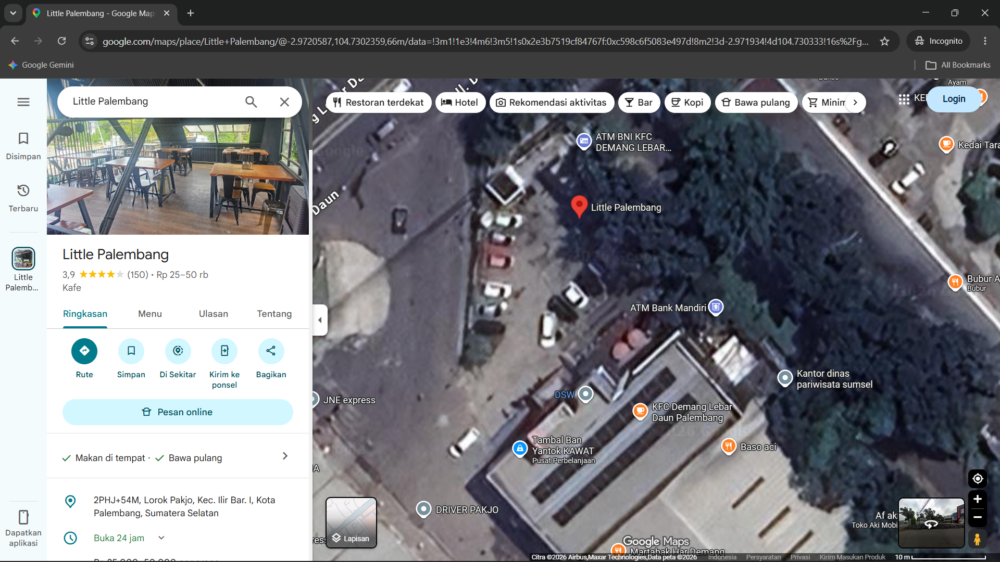 Little Palembang - Google Map
google.com/maps/place/Little+Palembang/@-2.9720587,104.7302359,66m/data=!3m1!1e3!4m6!3m5!1s0x2e3b7519cf84767f:0xc598c6f5083e497d!8m2!3d-2.971934!4d104.730333!16s%2Fg...
Incognito
Google Gemini
All Bookmarks
Little Palembang
Disimpan
Terbaru
Little
Palemb...
Dapatkan
aplikasi
Little Palembang
3,9 (150) · Rp 25–50 rb
Kafe
Ringkasan
Menu
Ulasan
Tentang
Rute
Simpan
Di Sekitar
Kirim ke
ponsel
Bagikan
Pesan online
Makan di tempat · Bawa pulang
2PHJ+54M, Lorok Pakjo, Kec. Ilir Bar. I, Kota
Palembang, Sumatera Selatan
Buka 24 jam
Restoran terdekat
Hotel
Rekomendasi aktivitas
Bar
Kopi
Bawa pulang
Minim
Login
Ayam
ATM BNI KFC
DEMANG LEBAR...
Kedai Tara
Daun
Little Palembang
Bubur A
Bubur
ATM Bank Mandiri
Kantor dinas
pariwisata sumsel
JNE express
DSW
KFC Demang Lebar
Daun Palembang
Tambal Ban
Yantok KAWAT
Pusat Perbelanjaan
Baso aci
DRIVER PAKJO
Af ak
Toko Aki Mobi
Lapisan
Google Maps
Martabak Har Demang
Citra ©2026 Airbus,Maxar Technologies,Data peta ©2026
Indonesia
Persyaratan
Privasi
Kirim Masukan Produk
10 m